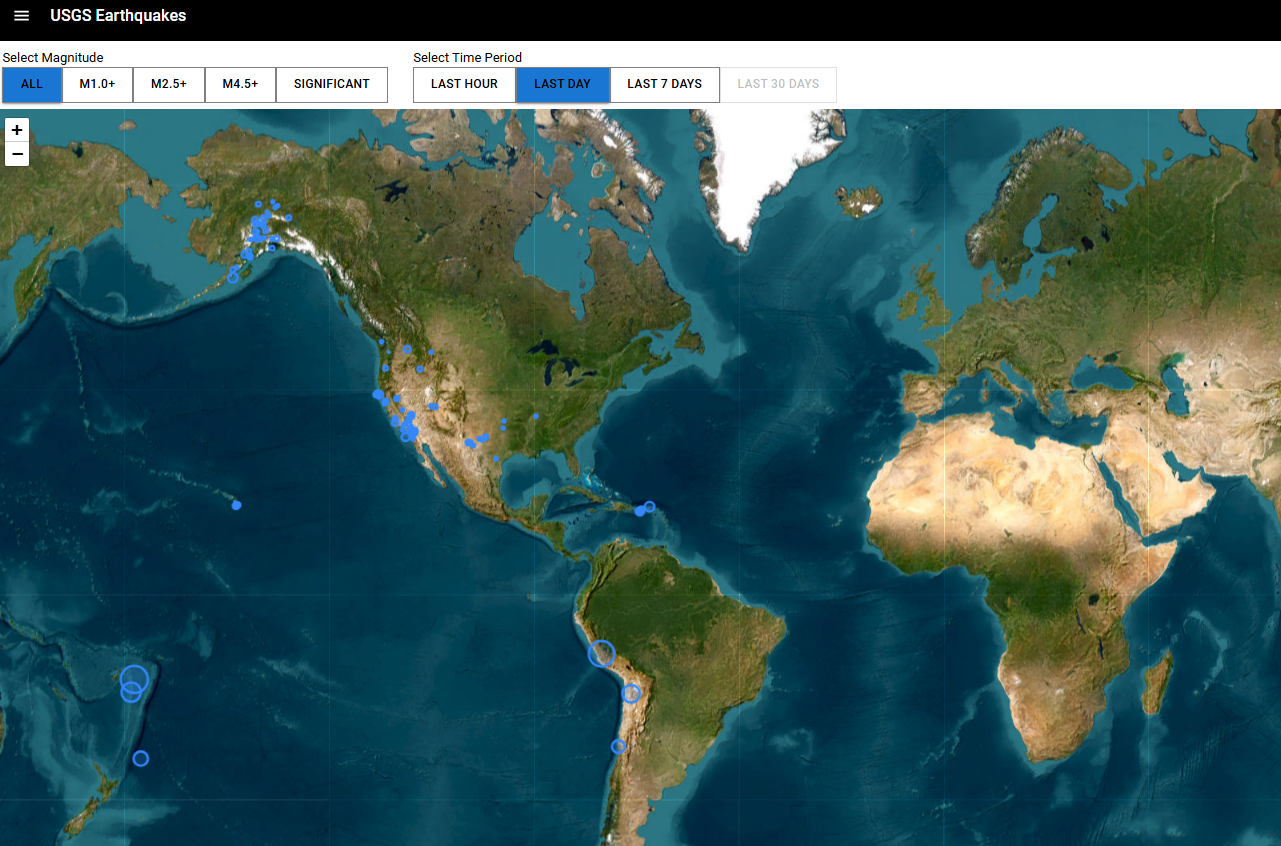 USGS Earthquakes
Select Magnitude
Select Time Period
ALL M1.0+ M2.5+ M4.5+ SIGNIFICANT
LAST HOUR LAST DAY LAST 7 DAYS LAST 30 DAYS
+
−